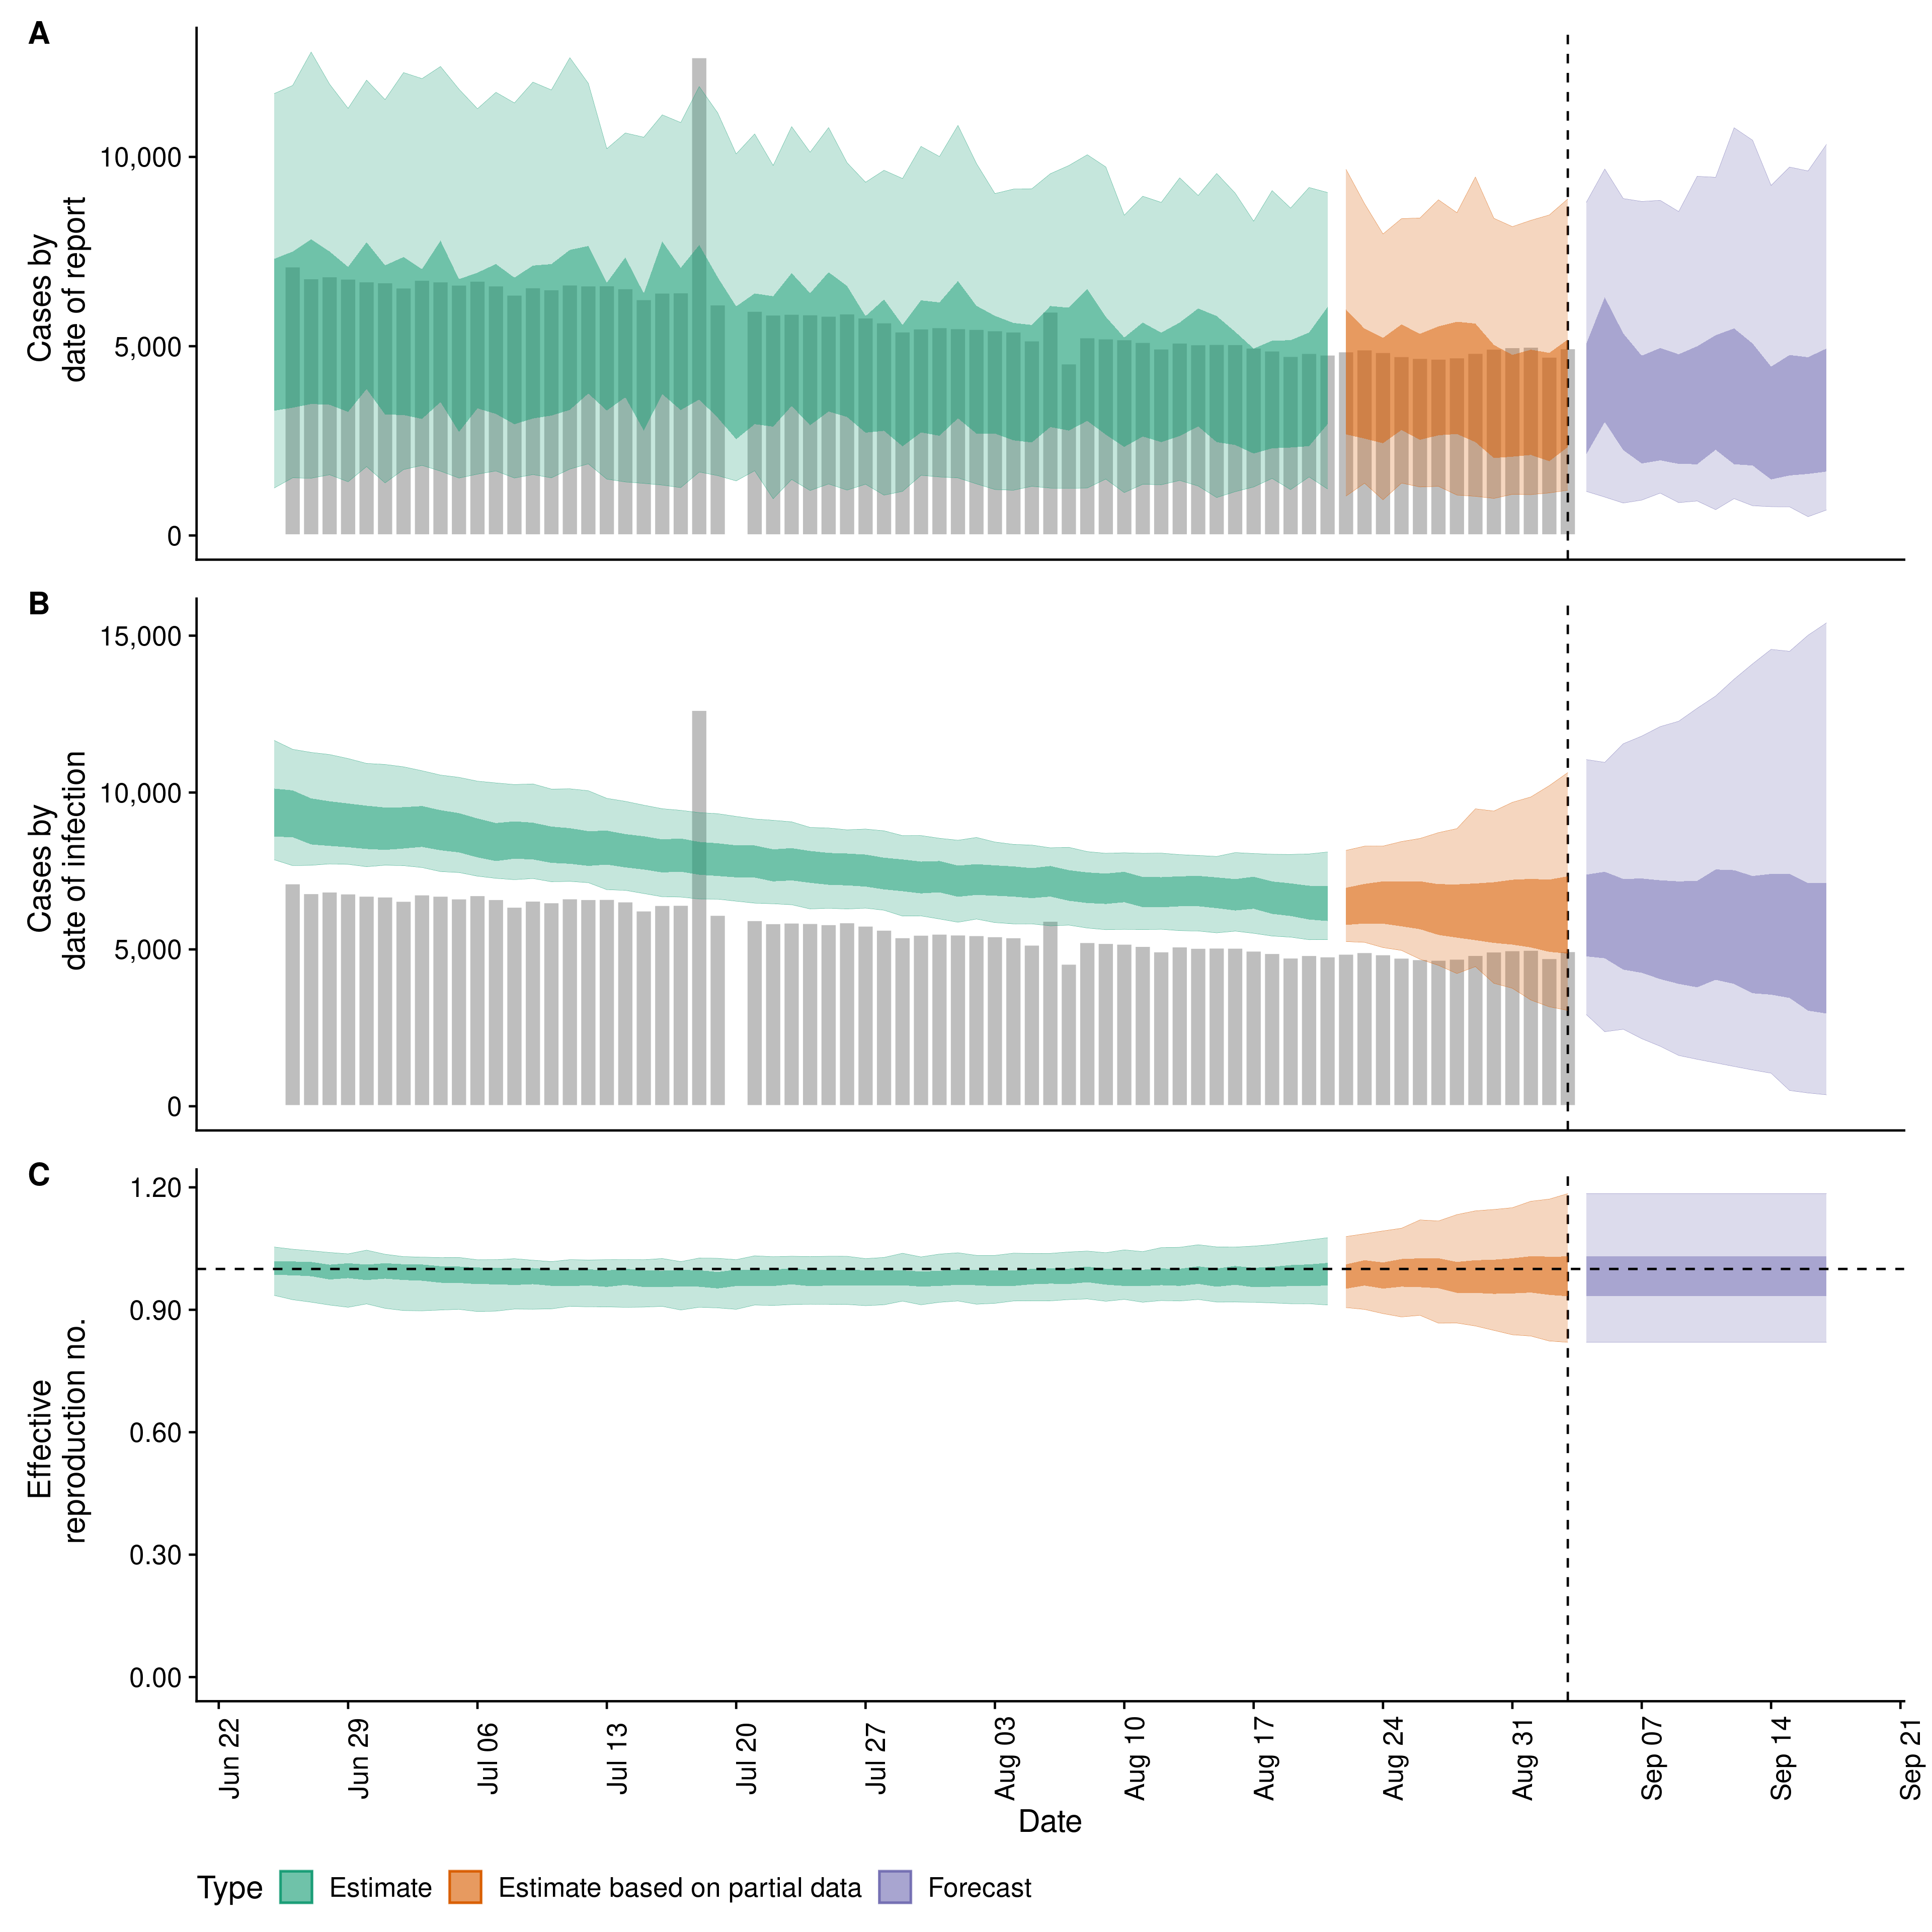 A
Cases by
date of report
10,000
5,000
0
B
Cases by
date of infection
15,000
10,000
5,000
0
C
Effective
reproduction no.
1.20
0.90
0.60
0.30
0.00
Jun 22
Jun 29
Jul 06
Jul 13
Jul 20
Jul 27
Aug 03
Aug 10
Aug 17
Aug 24
Aug 31
Sep 07
Sep 14
Sep 21
Date
Type Estimate Estimate based on partial data Forecast